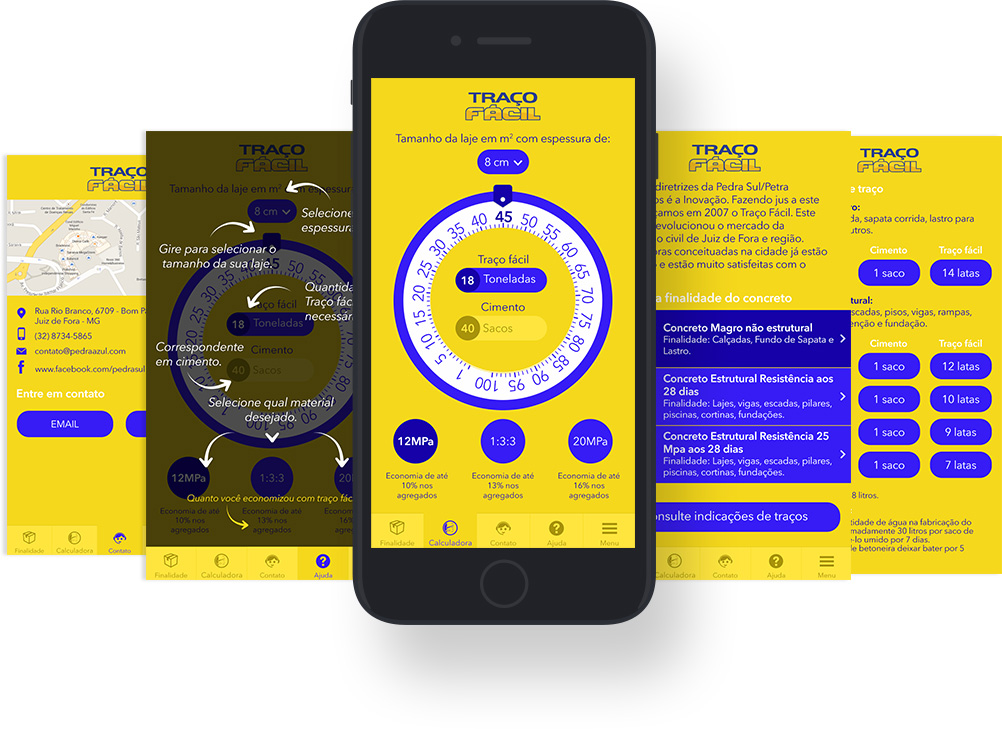 TRAÇO
FÁCIL
Rua Rio Branco, 6709 - Bom
Juiz de Fora - MG
(32) 8734-5865
contato@pedraazul.com
www.facebook.com/pedrasul
Entre em contato
EMAIL
Finalidade
Calculadora
Contato
TRAÇO
FÁCIL
Tamanho da laje em m² com espessura
8 cm
Selecione
espessura
Gire para selecionar o
tamanho da sua laje.
50 45 40 35 30 25 20 15 10 5 1 100 95 90
Quantida
Traço fác
necessár
Traço fácil
18 Toneladas
Cimento
40 Sacos
Correspondente
em cimento.
Selecione qual material
desejado.
12MPa
1:3:3
20
Quanto você economizou com traço fác
Economia de até
10% nos
agregados
Economia de até
13% nos
agregados
Economia
16%
Finalidade
Calculadora
Contato
Ajuda
TRAÇO
FÁCIL
Tamanho da laje em m² com espessura de:
8 cm
45 50 55 60 65 70 75 80 85 90 95 100 1 5 10 15 20 25 30 35 40
Traço fácil
18 Toneladas
Cimento
40 Sacos
12MPa
1:3:3
20MPa
Economia de até
10% nos
agregados
Economia de até
13% nos
agregados
Economia de até
16% nos
agregados
Finalidade
Calculadora
Contato
Ajuda
Menu
TRAÇO
FÁCIL
diretrizes da Pedra Sul/Petra
os é a Inovação. Fazendo jus a este
camos em 2007 o Traço Fácil. Este
evolucionou o mercado da
o civil de Juiz de Fora e região.
oras conceituadas na cidade já estão
e estão muito satisfeitas com o
a finalidade do concreto
Concreto Magro não estrutural
Finalidade: Calçadas, Fundo de Sapata e
Lastro.
Concreto Estrutural Resistência aos
28 dias
Finalidade: Lajes, vigas, escadas, pilares,
piscinas, cortinas, fundações.
Concreto Estrutural Resistência 25
Mpa aos 28 dias
Finalidade: Lajes, vigas, escadas, pilares,
piscinas, cortinas, fundações.
onsulte indicações de traços
Calculadora
Contato
Ajuda
Menu
TRAÇO
FÁCIL
e traço
o:
da, sapata corrida, lastro para
utros.
Cimento
Traço fácil
1 saco
14 latas
tural:
scadas, pisos, vigas, rampas,
enção e fundação.
Cimento
Traço fácil
1 saco
12 latas
1 saco
10 latas
1 saco
9 latas
1 saco
7 latas
8 litros.
tidade de água na fabricação do
madamente 30 litros por saco de
-lo umido por 7 dias.
de betoneira deixar bater por 5